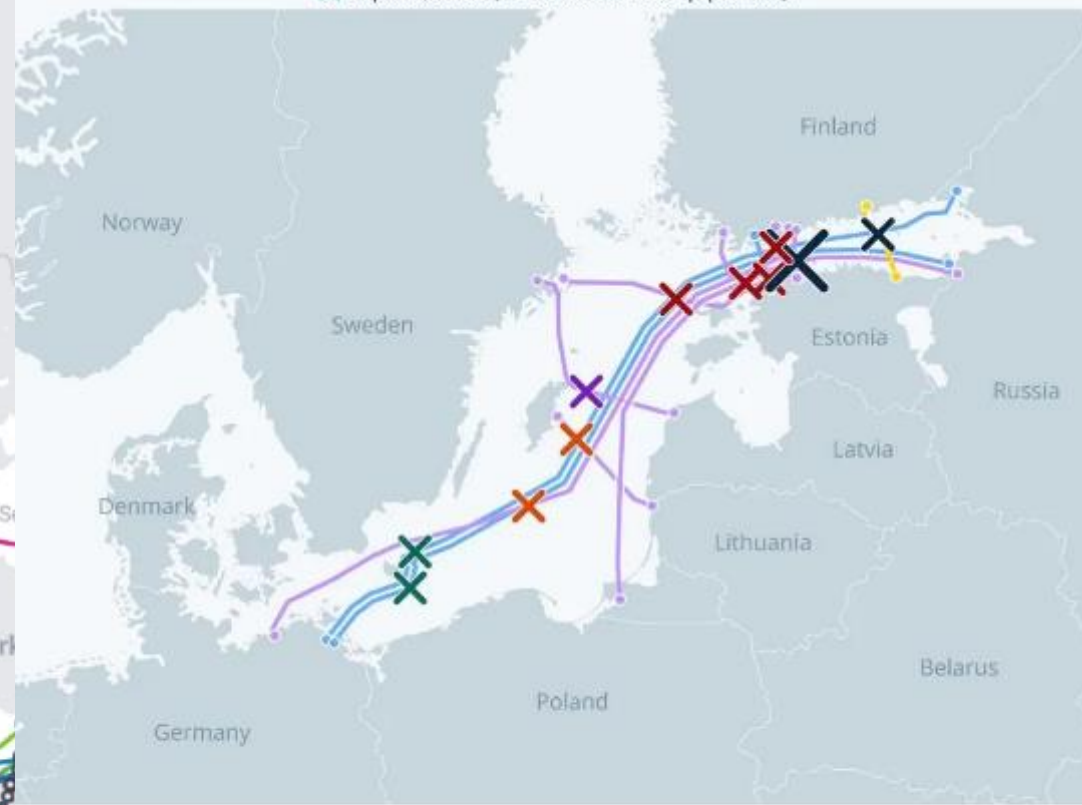 Finland
Norway
Sweden
Estonia
Russia
Latvia
Denmark
Lithuania
Belarus
Poland
Germany